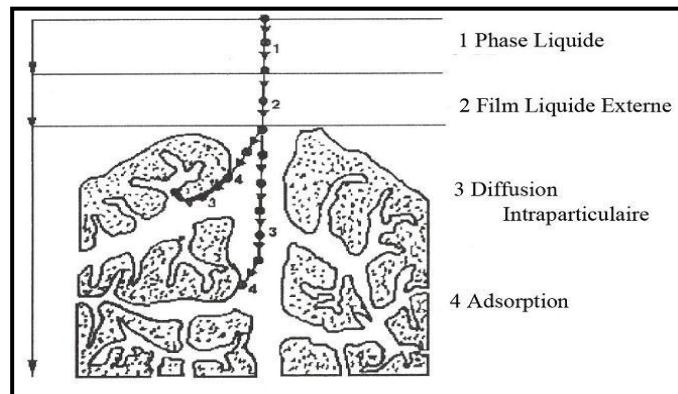 1
1 Phase Liquide
2
2 Film Liquide Externe
4
3
3 Diffusion
Intraparticulaire
3
4
4 Adsorption